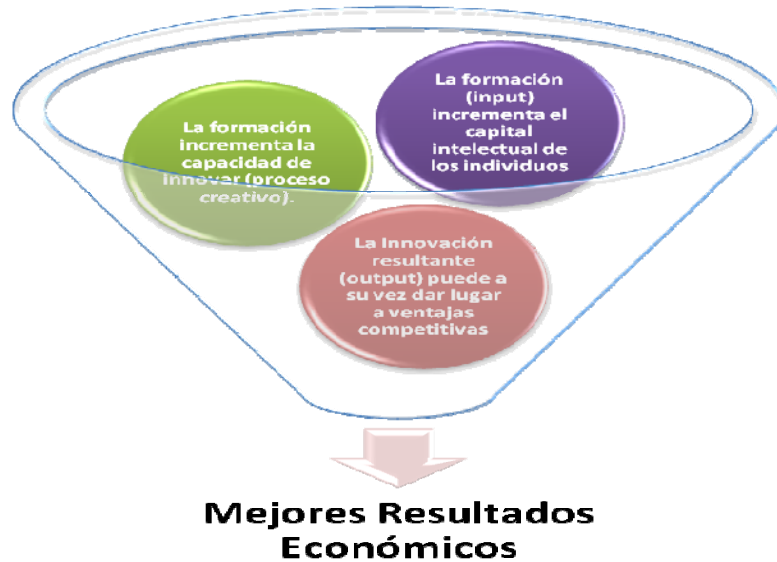 La formación
(input)
incrementa el
capital
intelectual de
los individuos
La formación
incrementa la
capacidad de
innovar (proceso
creativo).
La Innovación
resultante
(output) puede a
su vez dar lugar
a ventajas
competitivas
Mejores Resultados
Económicos